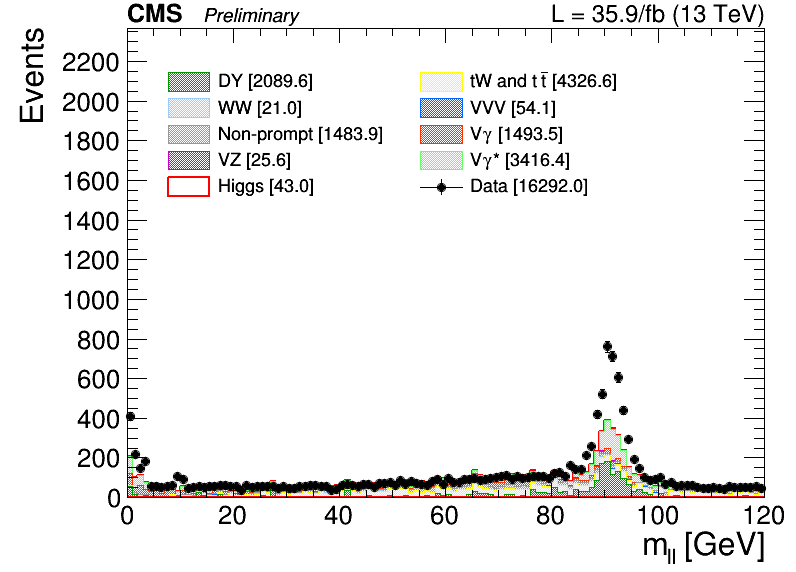 CMS Preliminary L = 35.9/fb (13 TeV)
Events
2200
2000
1800
1600
1400
1200
1000
800
600
400
200
0
DY [2089.6]
WW [21.0]
Non-prompt [1483.9]
VZ [25.6]
Higgs [43.0]
tW and tt̅ [4326.6]
VVV [54.1]
Vγ [1493.5]
Vγ* [3416.4]
Data [16292.0]
0 20 40 60 80 100 120
m_ll [GeV]